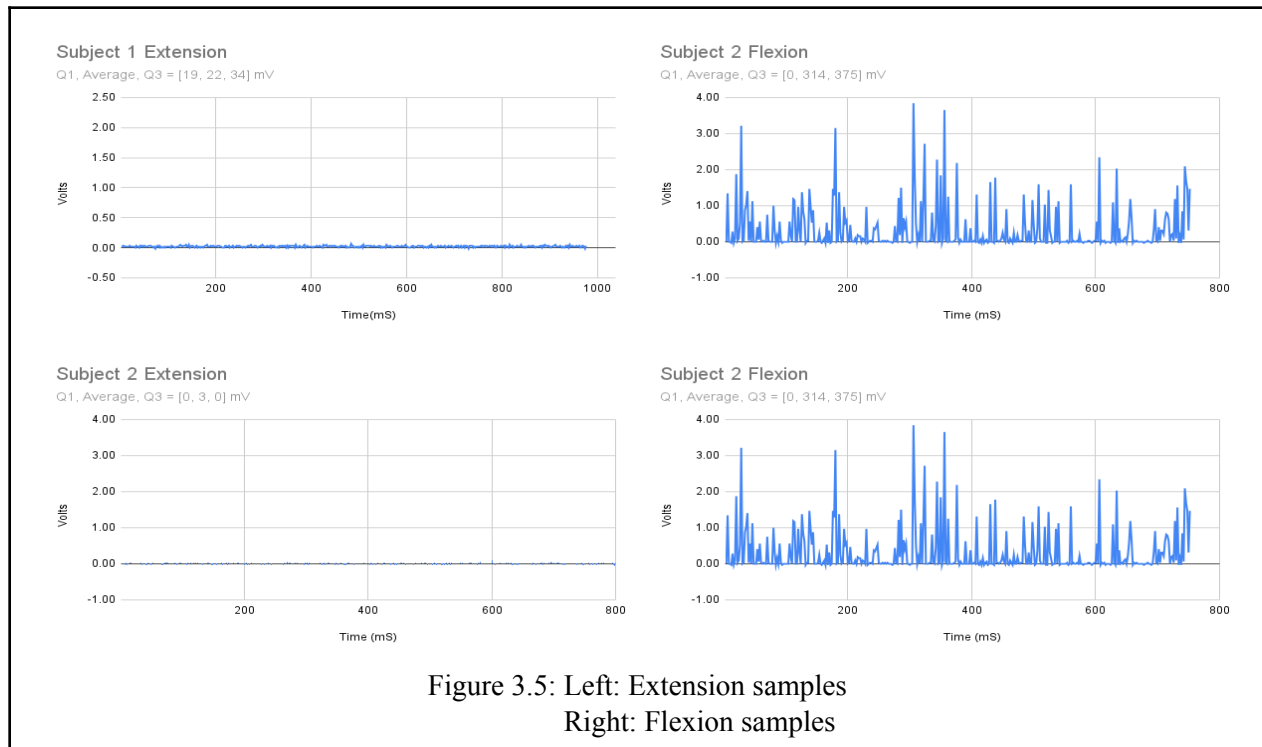 Subject 1 Extension
Q1, Average, Q3 = [19, 22, 34] mV
2.50
2.00
1.50
1.00
0.50
0.00
-0.50
Volts
200
400
600
800
1000
Time(mS)
Subject 2 Flexion
Q1, Average, Q3 = [0, 314, 375] mV
4.00
3.00
2.00
1.00
0.00
-1.00
Volts
200
400
600
800
Time (mS)
Subject 2 Extension
Q1, Average, Q3 = [0, 3, 0] mV
4.00
3.00
2.00
1.00
0.00
-1.00
Volts
200
400
600
800
Time (mS)
Subject 2 Flexion
Q1, Average, Q3 = [0, 314, 375] mV
4.00
3.00
2.00
1.00
0.00
-1.00
Volts
200
400
600
800
Time (mS)
Figure 3.5: Left: Extension samples
Right: Flexion samples